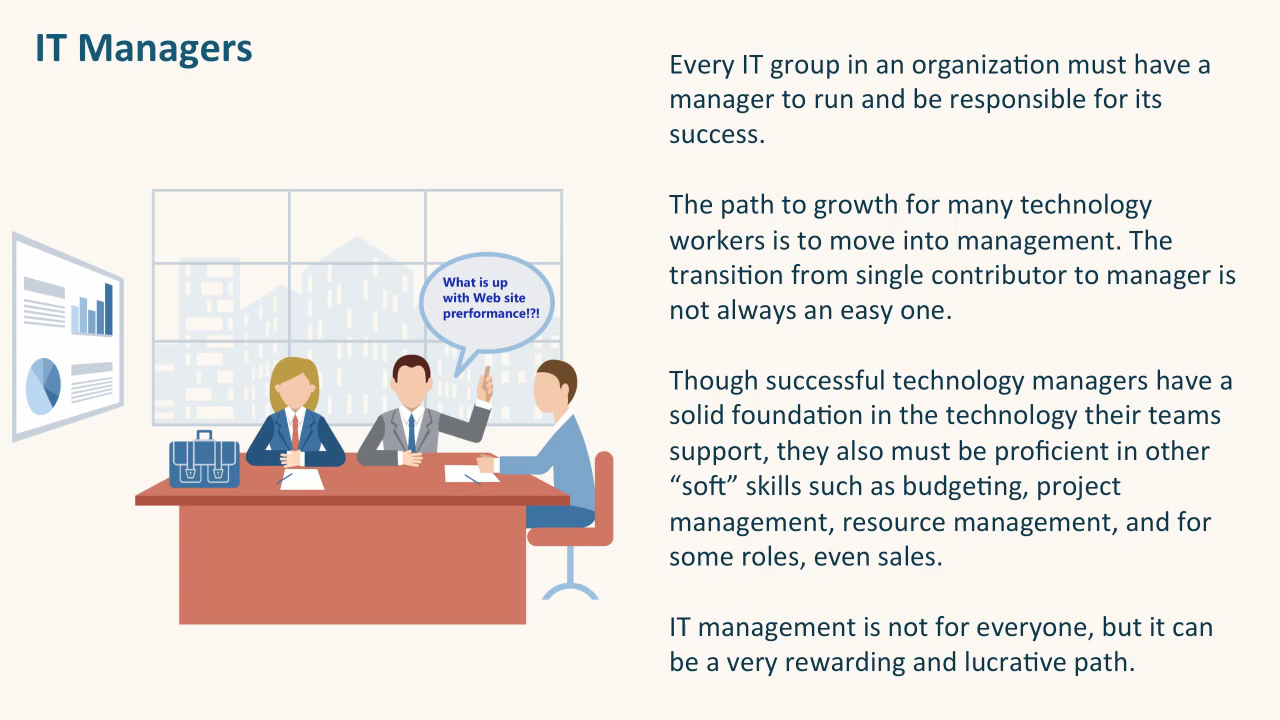 IT Managers
Every IT group in an organization must have a
manager to run and be responsible for its
success.
The path to growth for many technology
workers is to move into management. The
transition from single contributor to manager is
not always an easy one.
Though successful technology managers have a
solid foundation in the technology their teams
support, they also must be proficient in other
“soft” skills such as budgeting, project
management, resource management, and for
some roles, even sales.
IT management is not for everyone, but it can
be a very rewarding and lucrative path.
What is up
with Web site
prerformance!?!